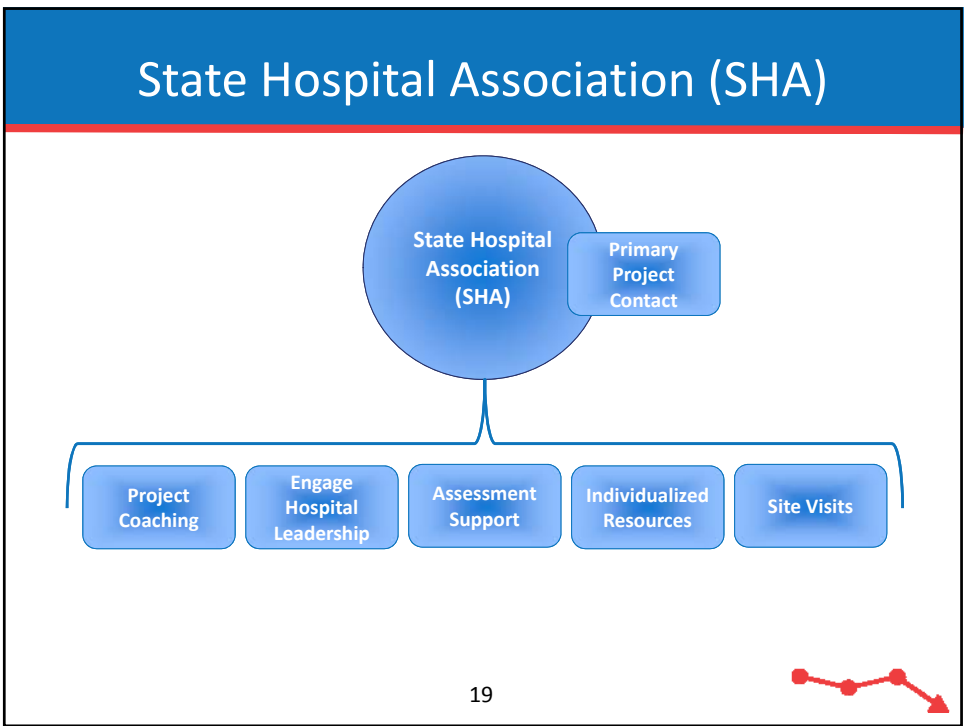 State Hospital Association (SHA)
State Hospital
Association
(SHA)
Primary
Project
Contact
Project
Coaching
Engage
Hospital
Leadership
Assessment
Support
Individualized
Resources
Site Visits
19